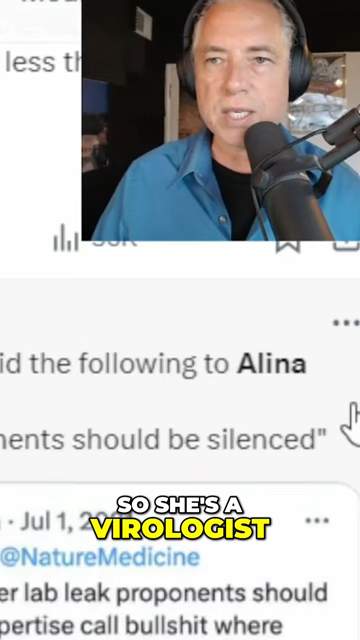 less th
id the following to Alina
nents should be silenced"
· Jul 1, 20
SO SHE'S A
VIROLOGIST
@NatureMedicine
er lab leak proponents should
pertise call bullshit where